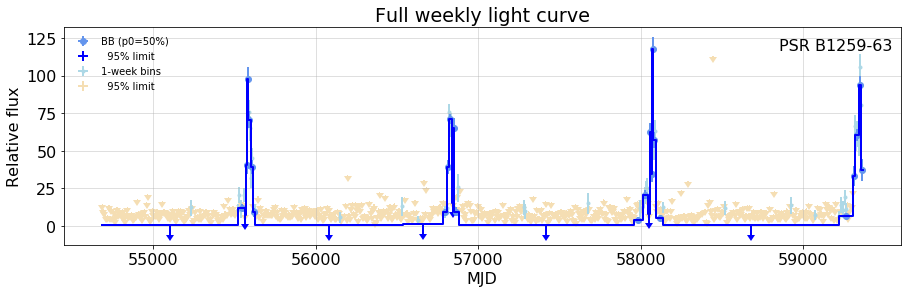 Full weekly light curve
Relative flux
125
100
75
50
25
0
BB (p0=50%)
95% limit
1-week bins
95% limit
PSR B1259-63
55000
56000
57000
58000
59000
MJD